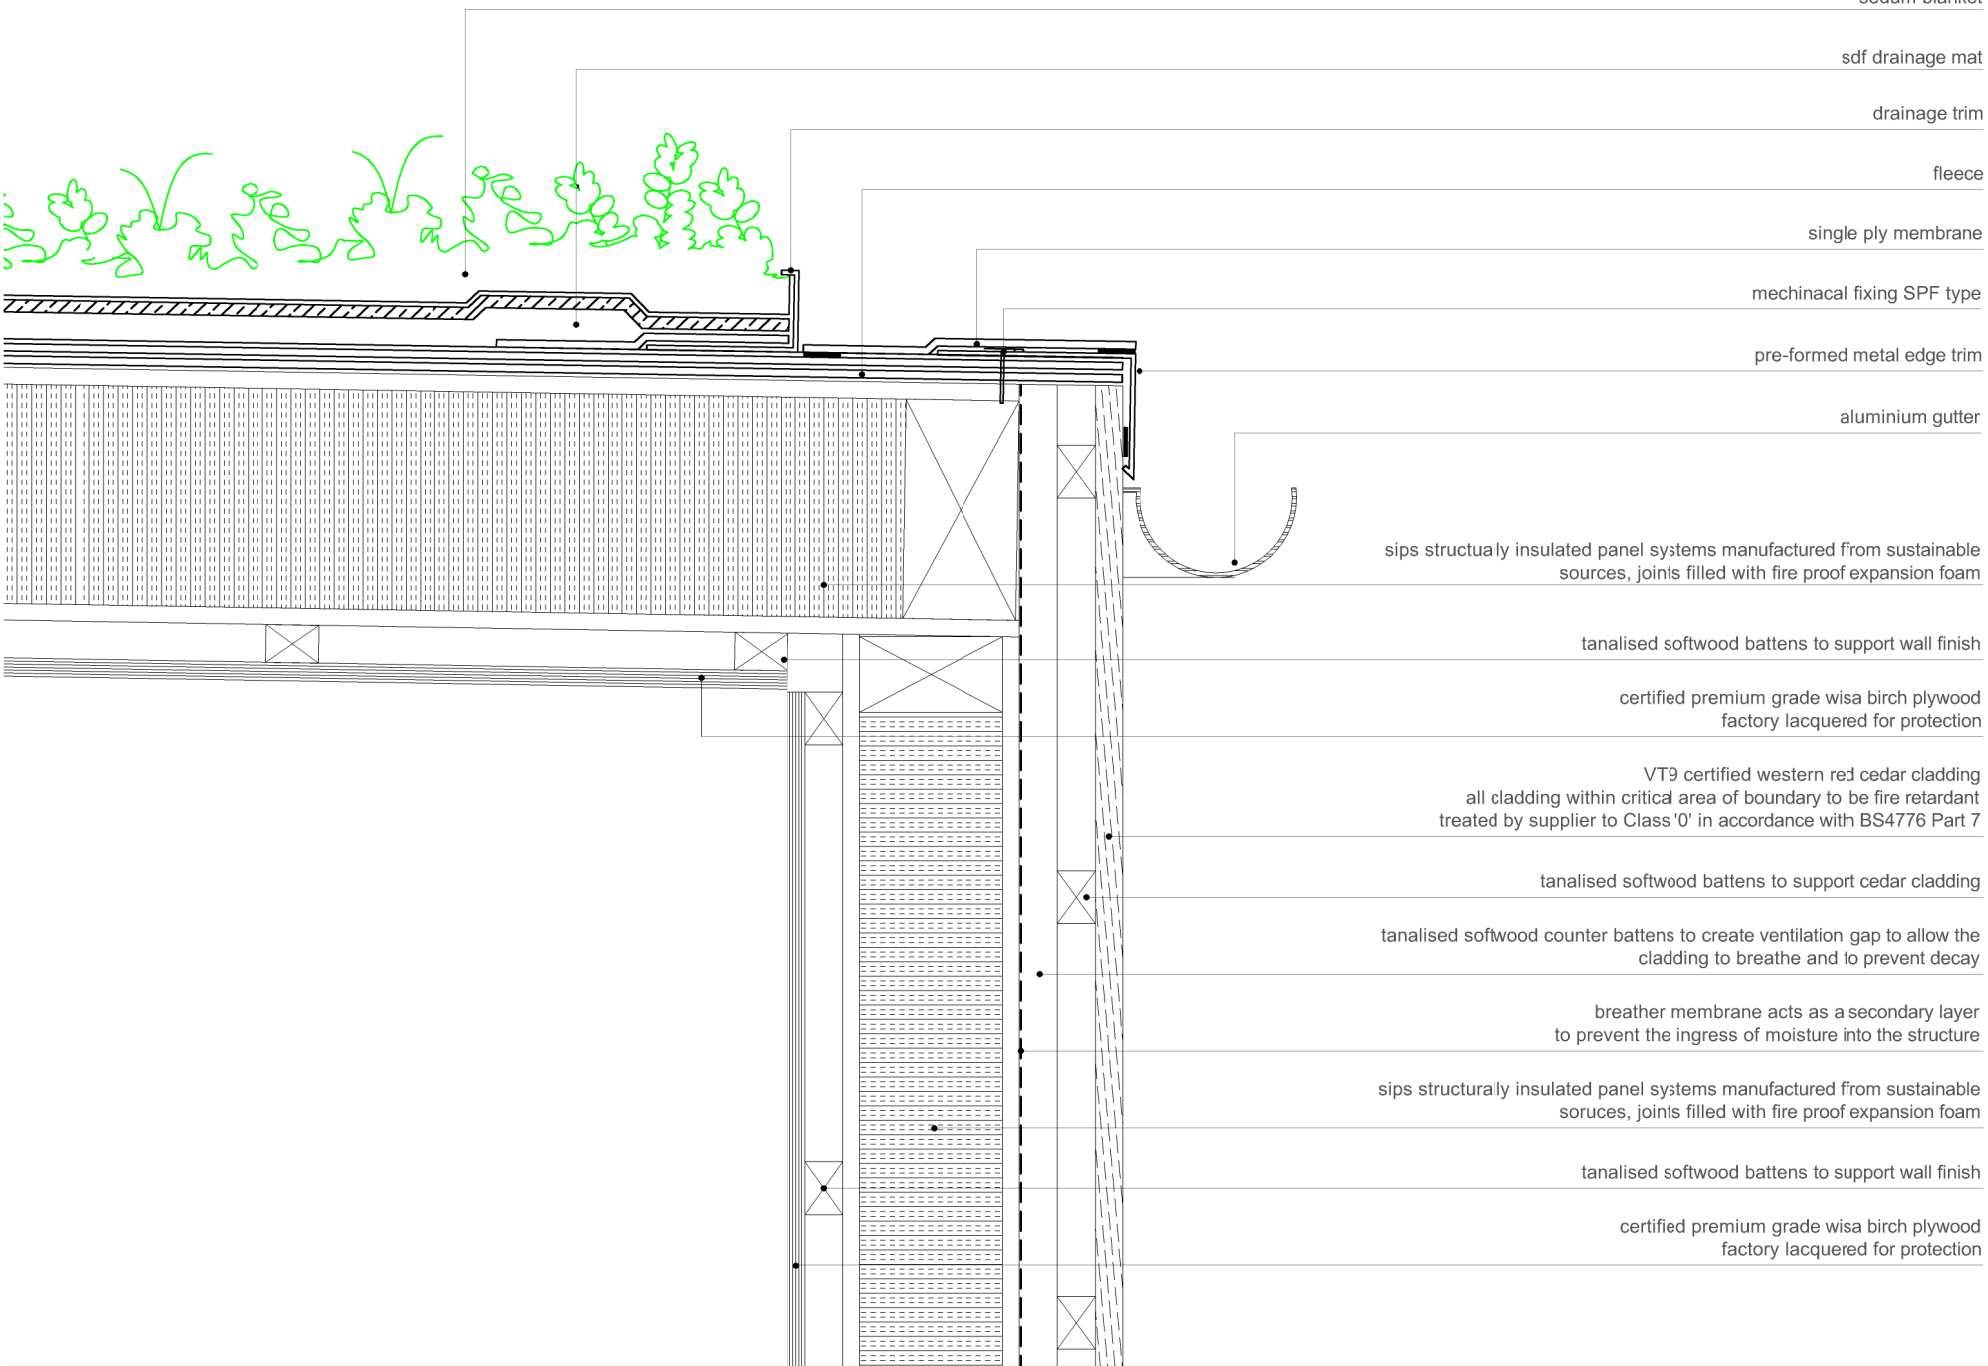 sedum blanket
sdf drainage mat
drainage trim
fleece
single ply membrane
mechinacal fixing SPF type
pre-formed metal edge trim
aluminium gutter
sips structually insulated panel systems manufactured from sustainable
sources, joints filled with fire proof expansion foam
tanalised softwood battens to support wall finish
certified premium grade wisa birch plywood
factory lacquered for protection
VT9 certified western red cedar cladding
all cladding within critical area of boundary to be fire retardant
treated by supplier to Class '0' in accordance with BS4776 Part 7
tanalised softwood battens to support cedar cladding
tanalised softwood counter battens to create ventilation gap to allow the
cladding to breathe and to prevent decay
breather membrane acts as a secondary layer
to prevent the ingress of moisture into the structure
sips structurally insulated panel systems manufactured from sustainable
soruces, joints filled with fire proof expansion foam
tanalised softwood battens to support wall finish
certified premium grade wisa birch plywood
factory lacquered for protection